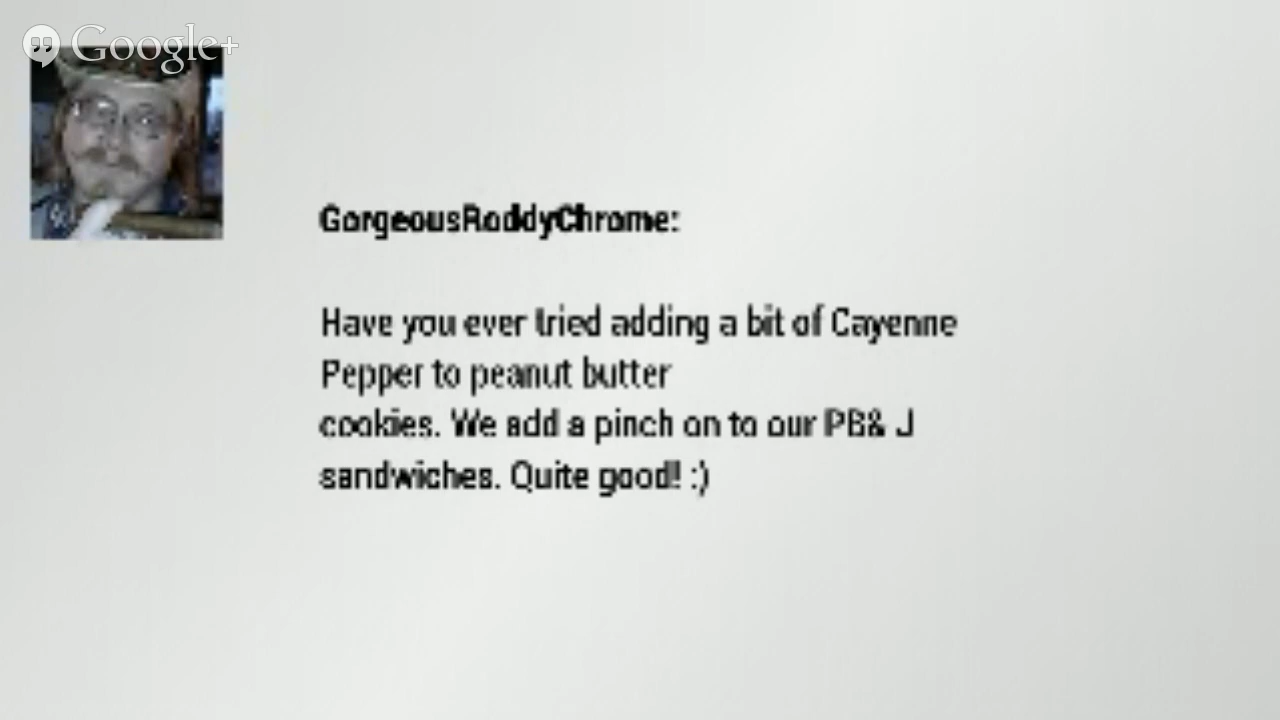 Google+
GorgeousRoddyChrome:
Have you ever tried adding a bit of Cayenne
Pepper to peanut butter
cookies. We add a pinch on to our PB& J
sandwiches. Quite good! :)